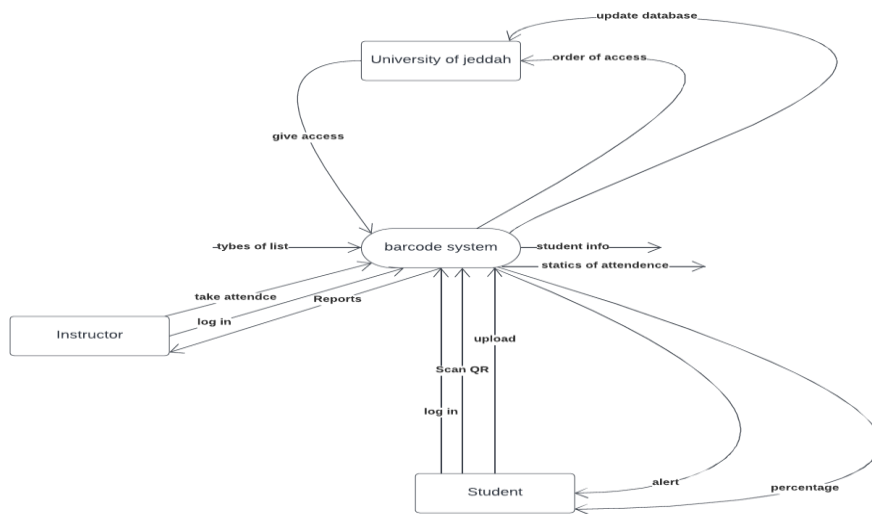 update database
University of jeddah
order of access
give access
-tybes of list
barcode system
student info
statics of attendence
take attendce
Reports
log in
Instructor
upload
Scan QR
log in
alert
percentage
Student